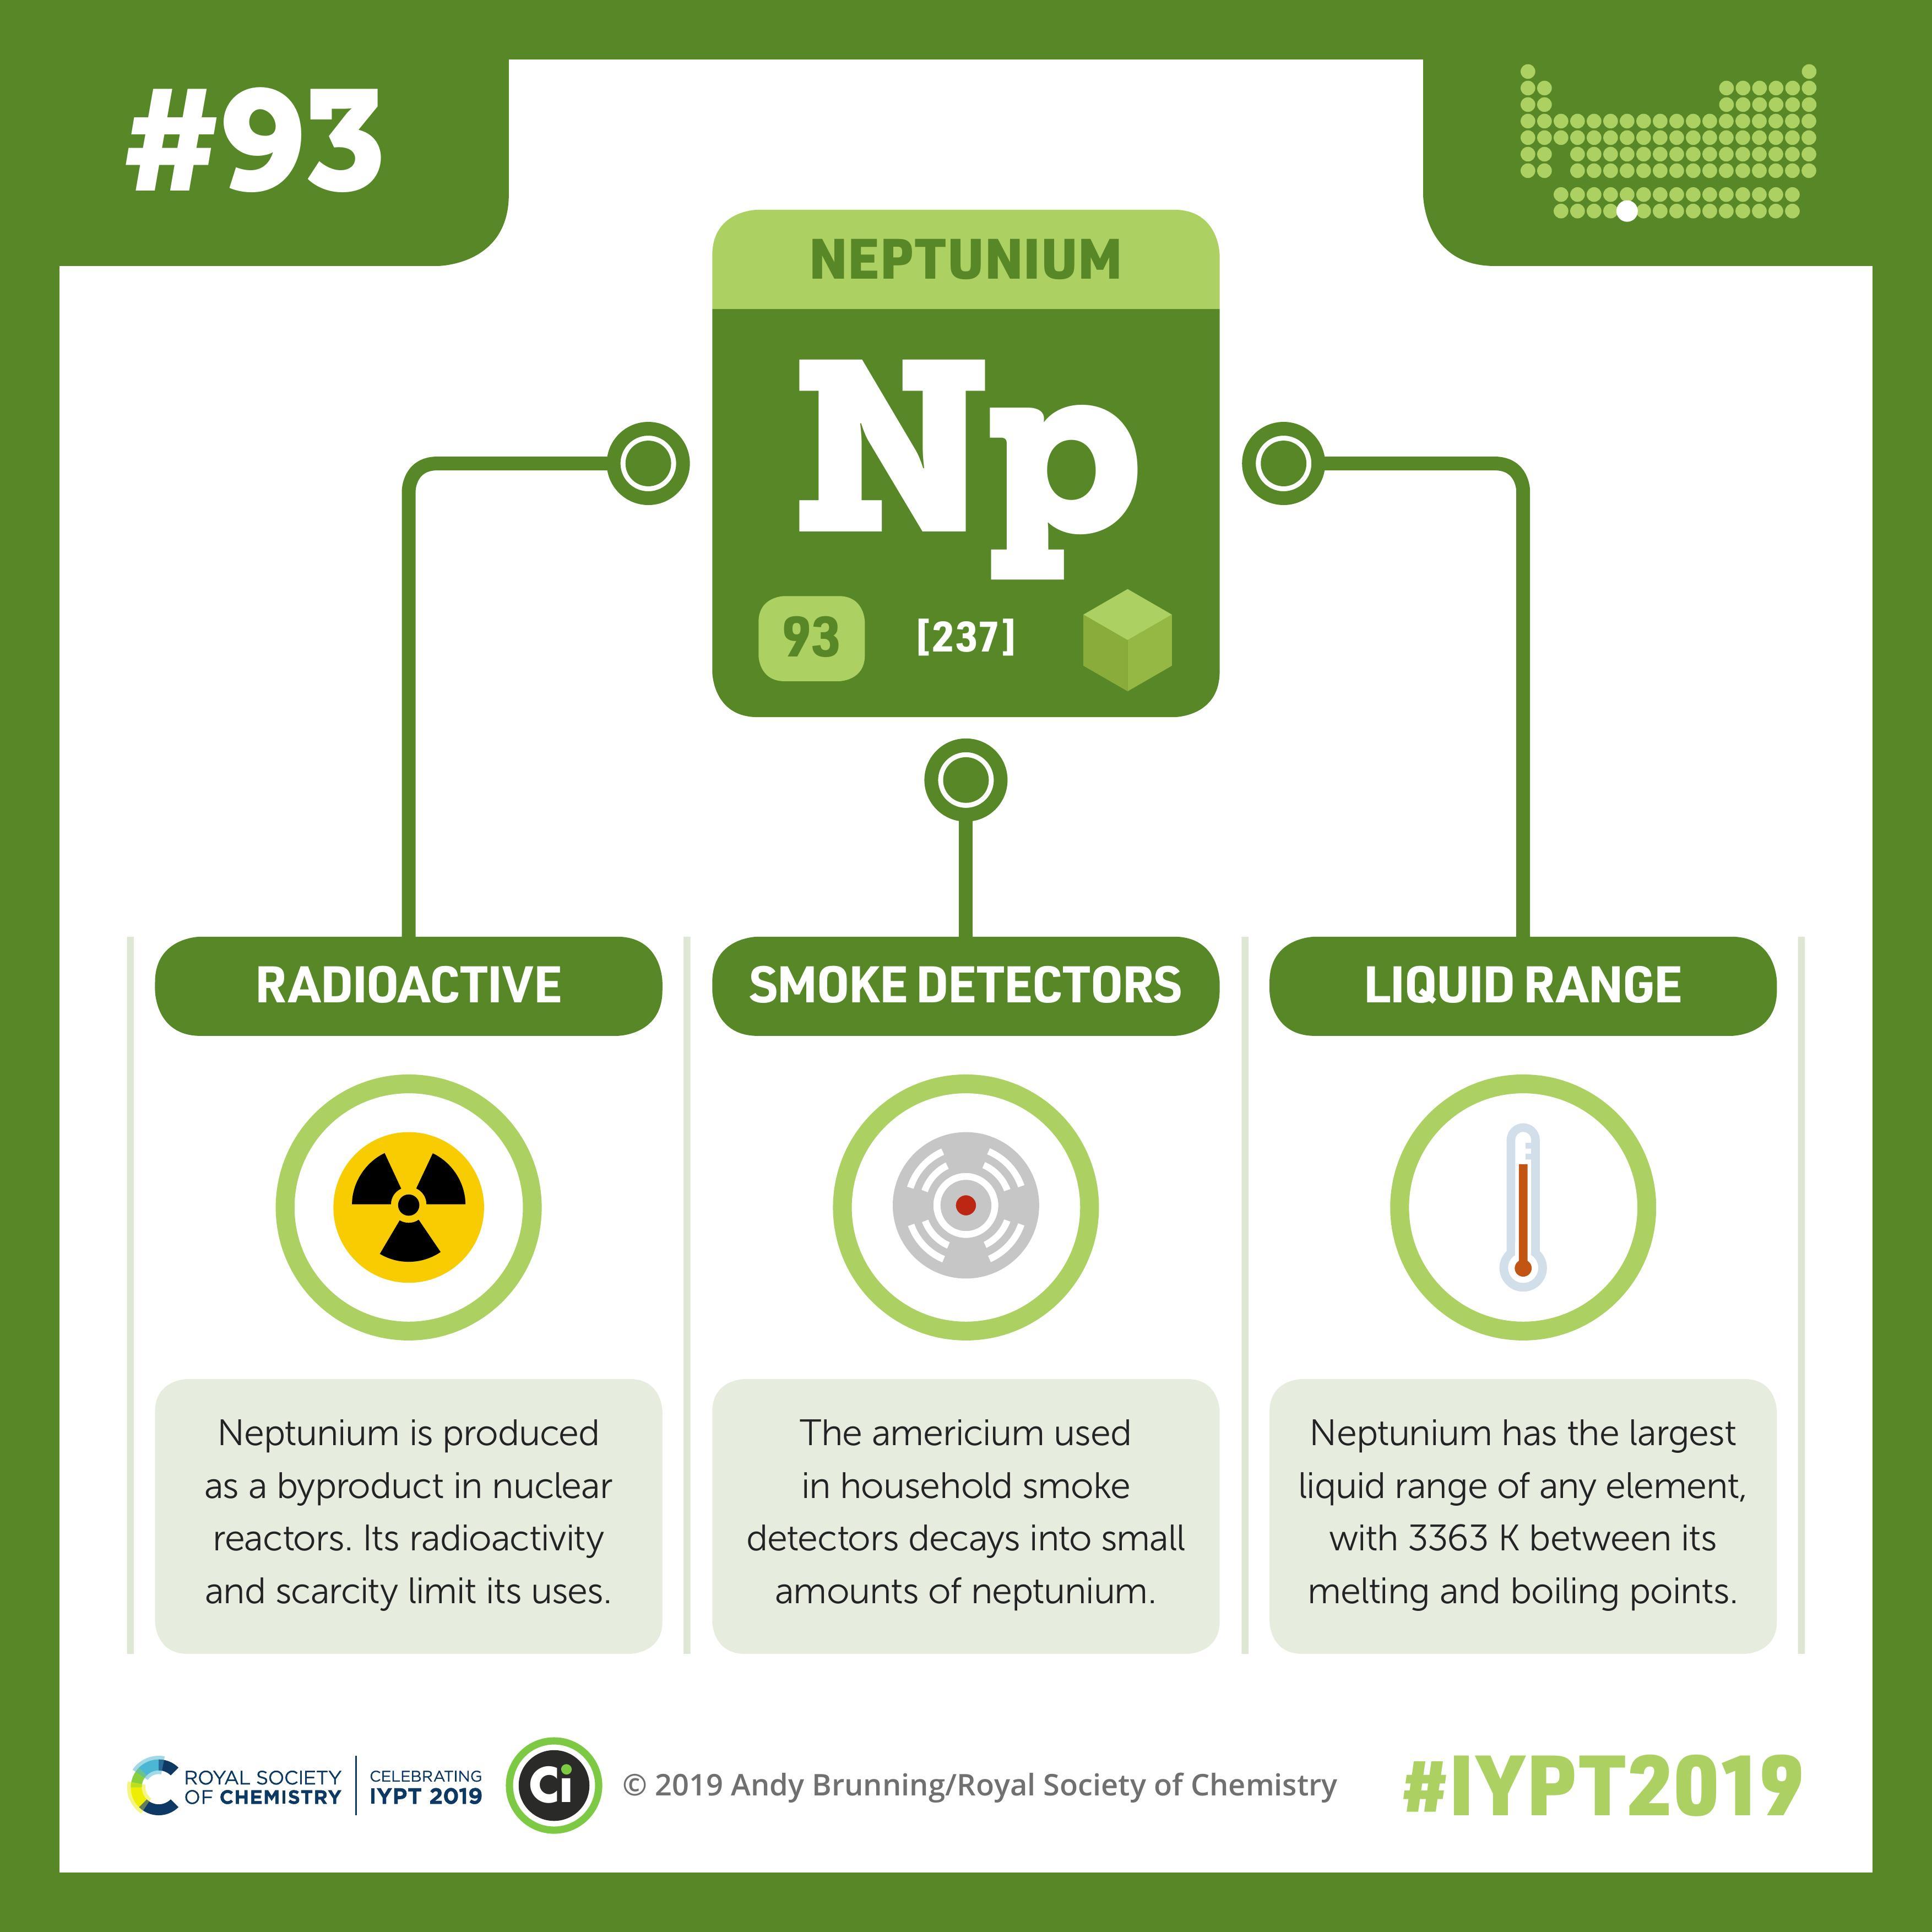 #93
NEPTUNIUM
Np
93
[237]
RADIOACTIVE
Neptunium is produced
as a byproduct in nuclear
reactors. Its radioactivity
and scarcity limit its uses.
SMOKE DETECTORS
The americium used
in household smoke
detectors decays into small
amounts of neptunium.
LIQUID RANGE
Neptunium has the largest
liquid range of any element,
with 3363 K between its
melting and boiling points.
ROYAL SOCIETY
OF CHEMISTRY
CELEBRATING
IYPT 2019
Ci
© 2019 Andy Brunning/Royal Society of Chemistry
#IYPT2019